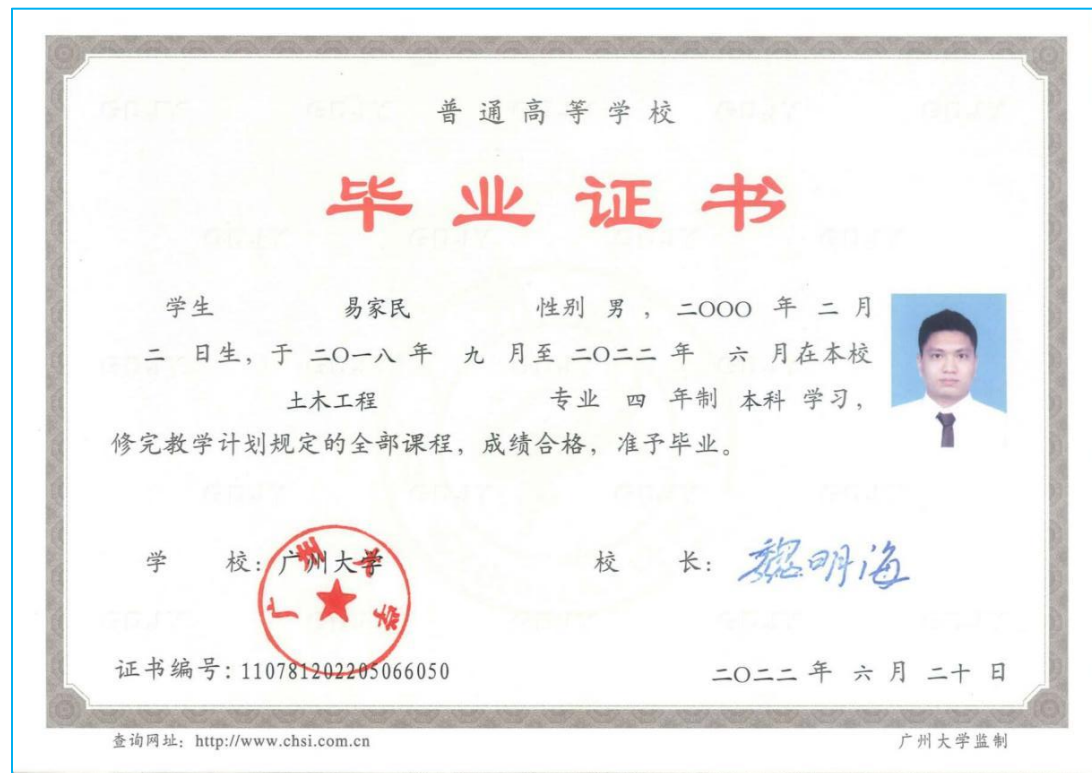 普通高等学校
毕业证书
学生 易家民 性别 男 , 二OOO 年 二 月
二 日生, 于 二O一八 年 九 月至 二O二二 年 六 月在本校
土木工程 专业 四 年制 本科 学习,
修完教学计划规定的全部课程, 成绩合格, 准予毕业。
学 校: 广州大学
校 长: 魏明海
广州大学
证书编号: 110781202205066050
二O二二 年 六 月 二十 日
查询网址: http://www.chsi.com.cn
广州大学监制